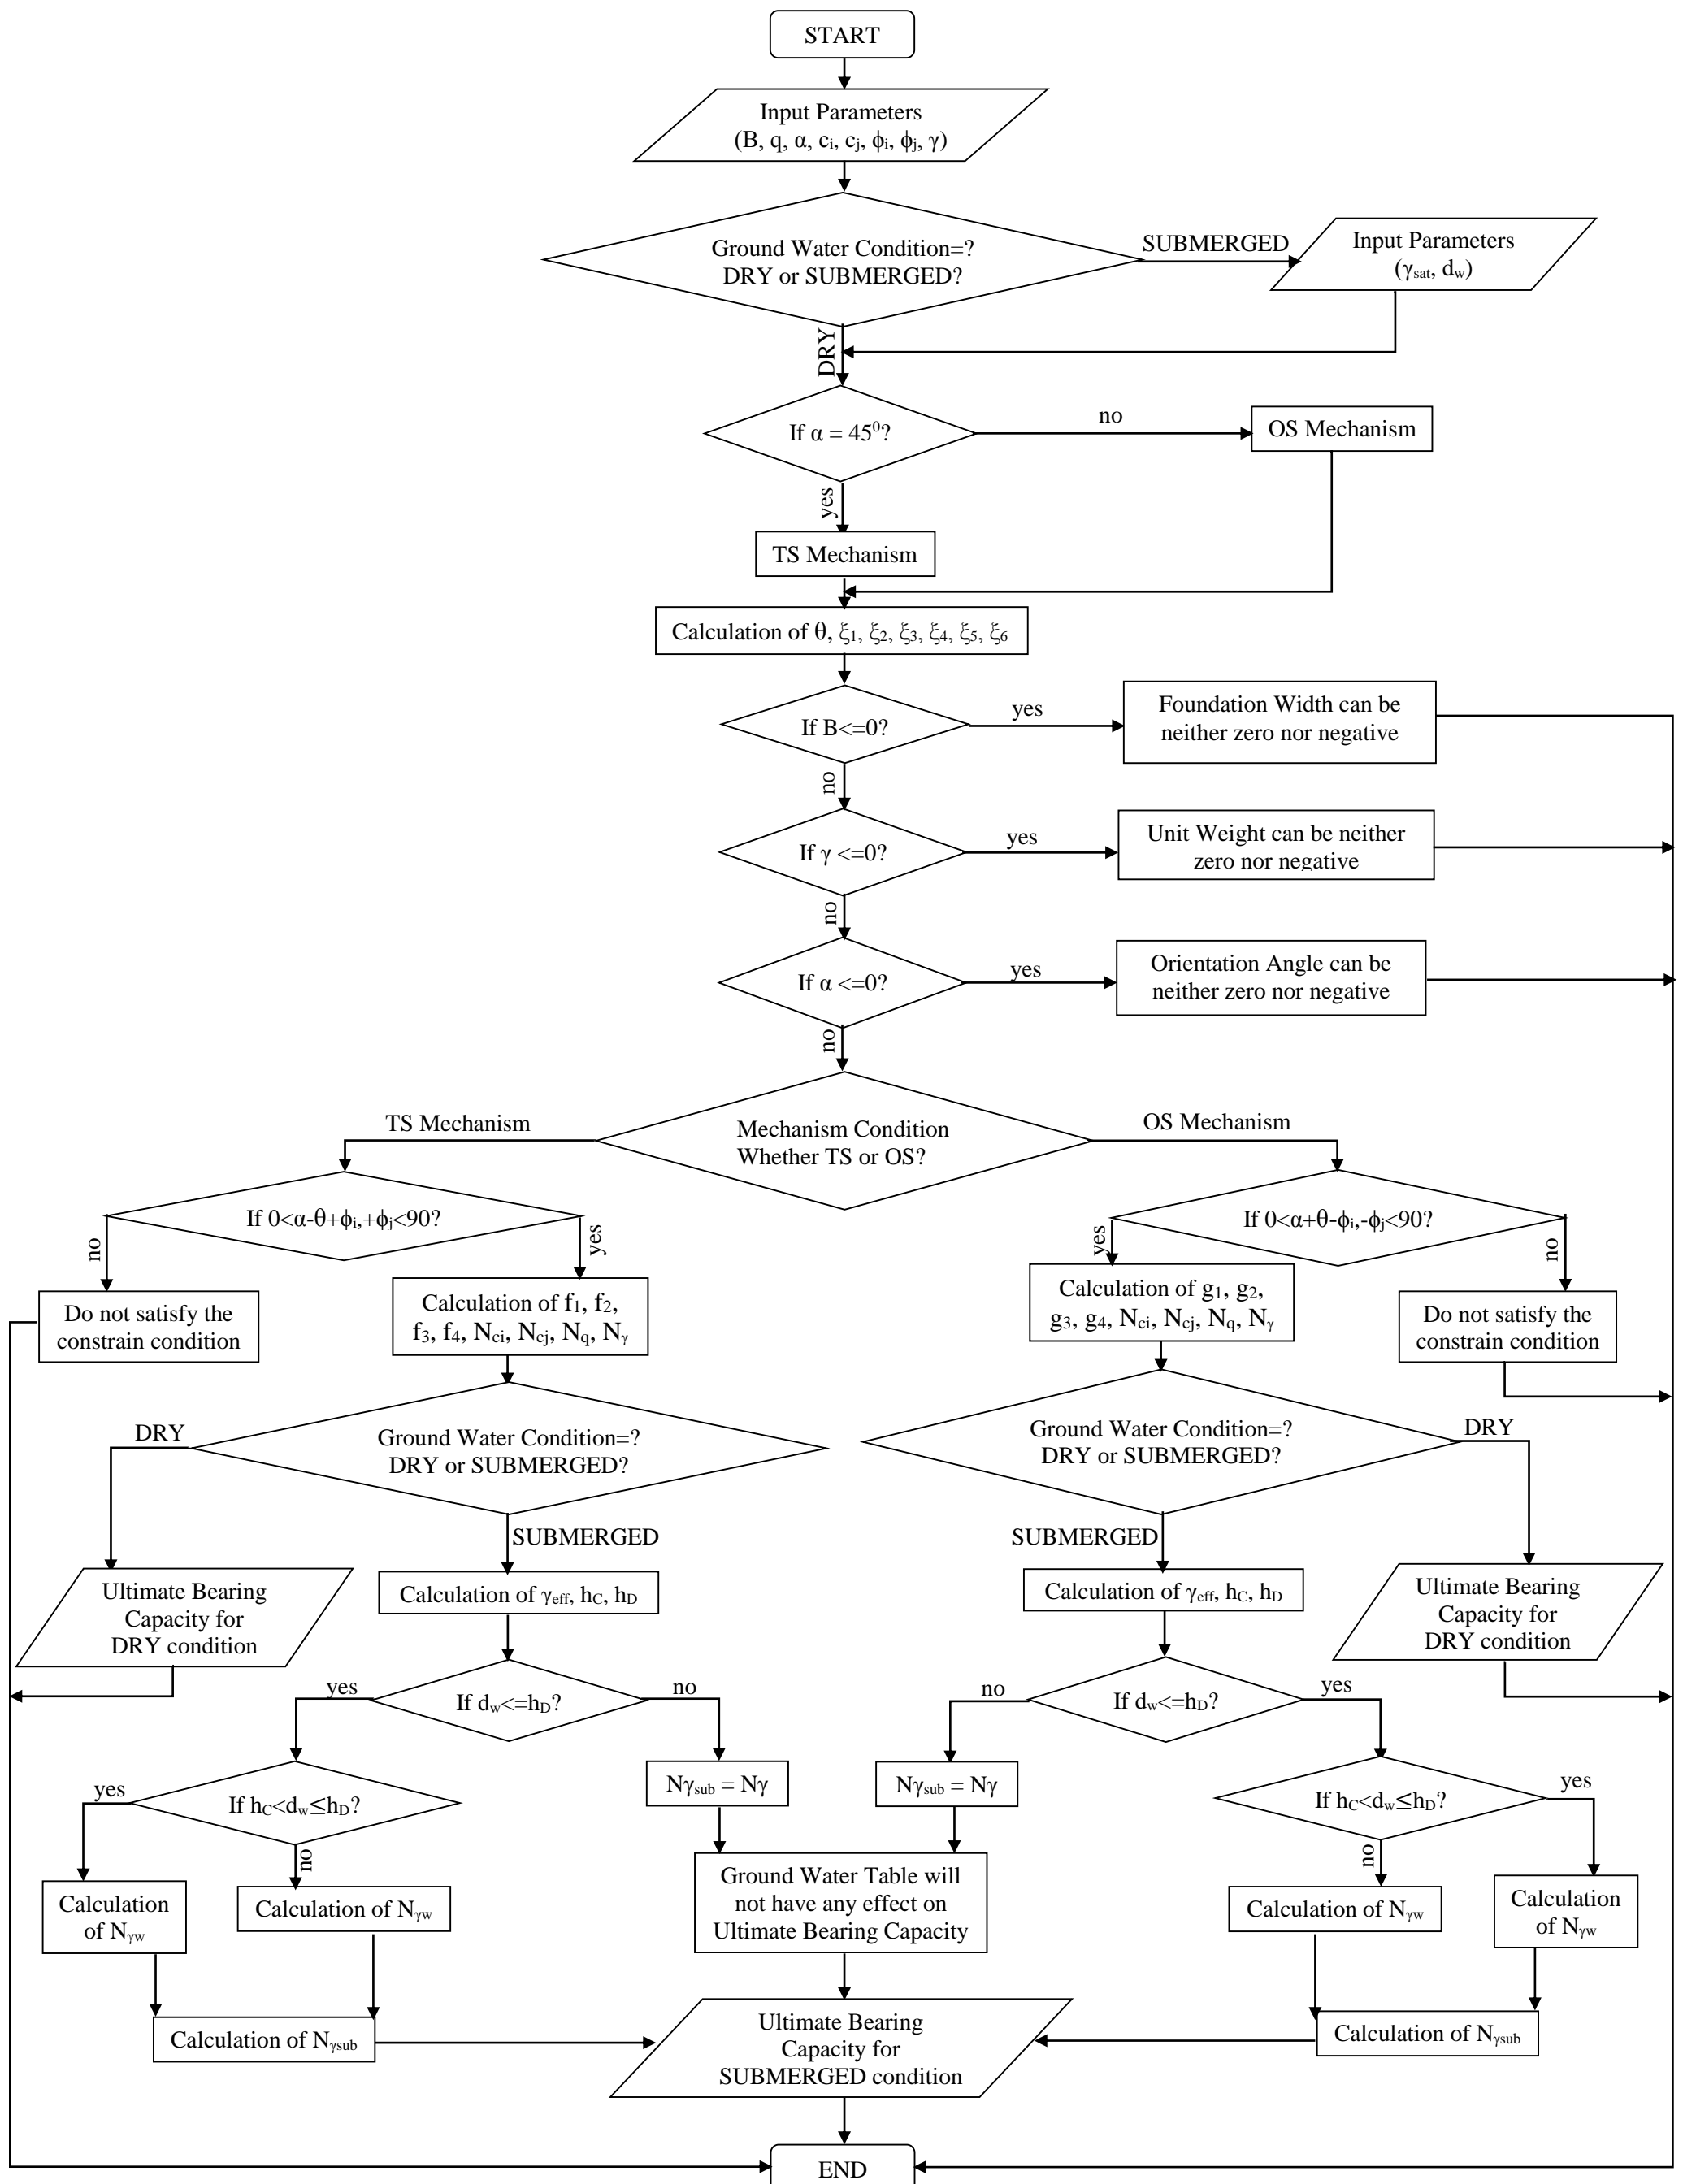 START
Input Parameters
(B, q, α, cᵢ, cⱼ, ϕᵢ, ϕⱼ, γ)
Ground Water Condition=?
DRY or SUBMERGED?
SUBMERGED
Input Parameters
(γsat, dw)
DRY
If α = 45⁰?
no
OS Mechanism
yes
TS Mechanism
Calculation of θ, ξ₁, ξ₂, ξ₃, ξ₄, ξ₅, ξ₆
If B<=0?
yes
Foundation Width can be
neither zero nor negative
no
If γ <=0?
yes
Unit Weight can be neither
zero nor negative
no
If α <=0?
yes
Orientation Angle can be
neither zero nor negative
no
Mechanism Condition
Whether TS or OS?
TS Mechanism
OS Mechanism
If 0<α-θ+ϕᵢ,+ϕⱼ<90?
If 0<α+θ-ϕᵢ,-ϕⱼ<90?
no
yes
yes
no
Do not satisfy the
constrain condition
Calculation of f₁, f₂,
f₃, f₄, Nci, Ncj, Nq, Nγ
Calculation of g₁, g₂,
g₃, g₄, Nci, Ncj, Nq, Nγ
Do not satisfy the
constrain condition
DRY
Ground Water Condition=?
DRY or SUBMERGED?
Ground Water Condition=?
DRY or SUBMERGED?
DRY
SUBMERGED
SUBMERGED
Ultimate Bearing
Capacity for
DRY condition
Calculation of γeff, hC, hD
Calculation of γeff, hC, hD
Ultimate Bearing
Capacity for
DRY condition
yes
If dw<=hD?
no
no
If dw<=hD?
yes
yes
If hC<dw≤hD?
Nγsub = Nγ
Nγsub = Nγ
If hC<dw≤hD?
yes
no
no
Calculation
of Nγw
Calculation of Nγw
Ground Water Table will
not have any effect on
Ultimate Bearing Capacity
Calculation of Nγw
Calculation
of Nγw
Calculation of Nγsub
Ultimate Bearing
Capacity for
SUBMERGED condition
Calculation of Nγsub
END